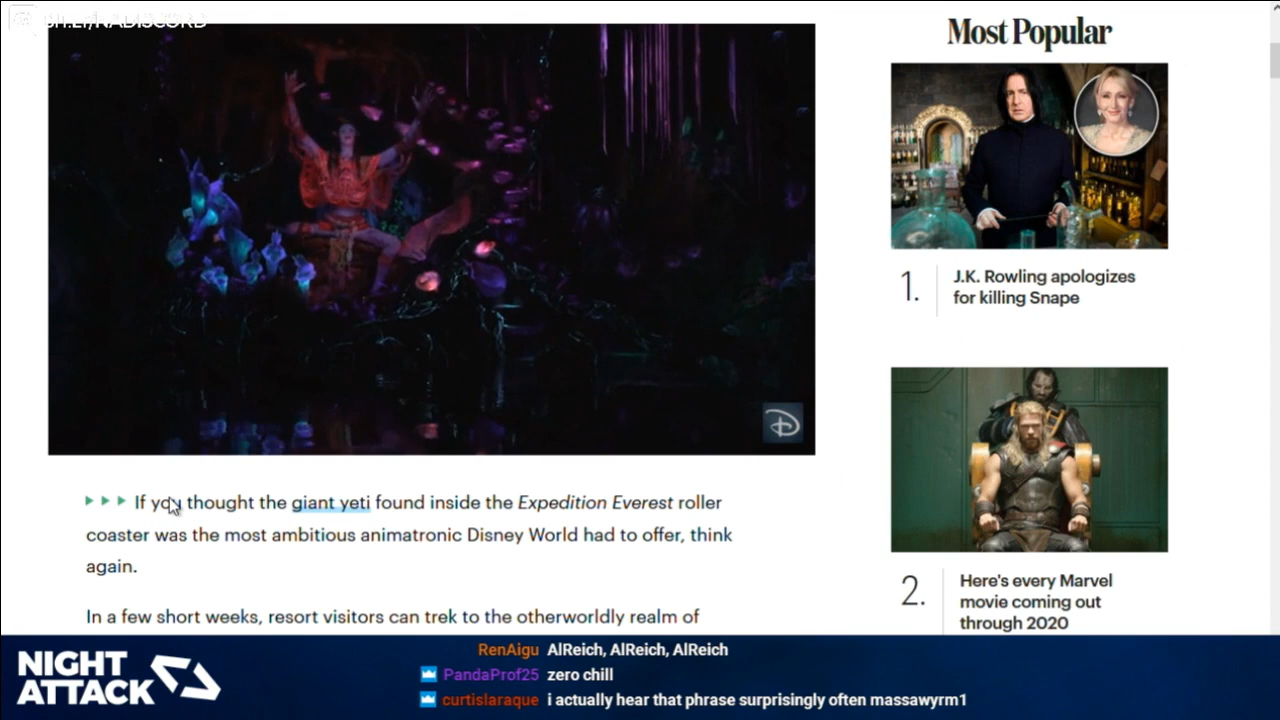 BIT.LY/NADISCORD
Most Popular
1.
J.K. Rowling apologizes
for killing Snape
2.
Here's every Marvel
movie coming out
through 2020
If you thought the giant yeti found inside the Expedition Everest roller
coaster was the most ambitious animatronic Disney World had to offer, think
again.
In a few short weeks, resort visitors can trek to the otherworldly realm of
NIGHT
ATTACK
RenAigu AlReich, AlReich, AlReich
PandaProf25 zero chill
curtislaraque i actually hear that phrase surprisingly often massawyrm1